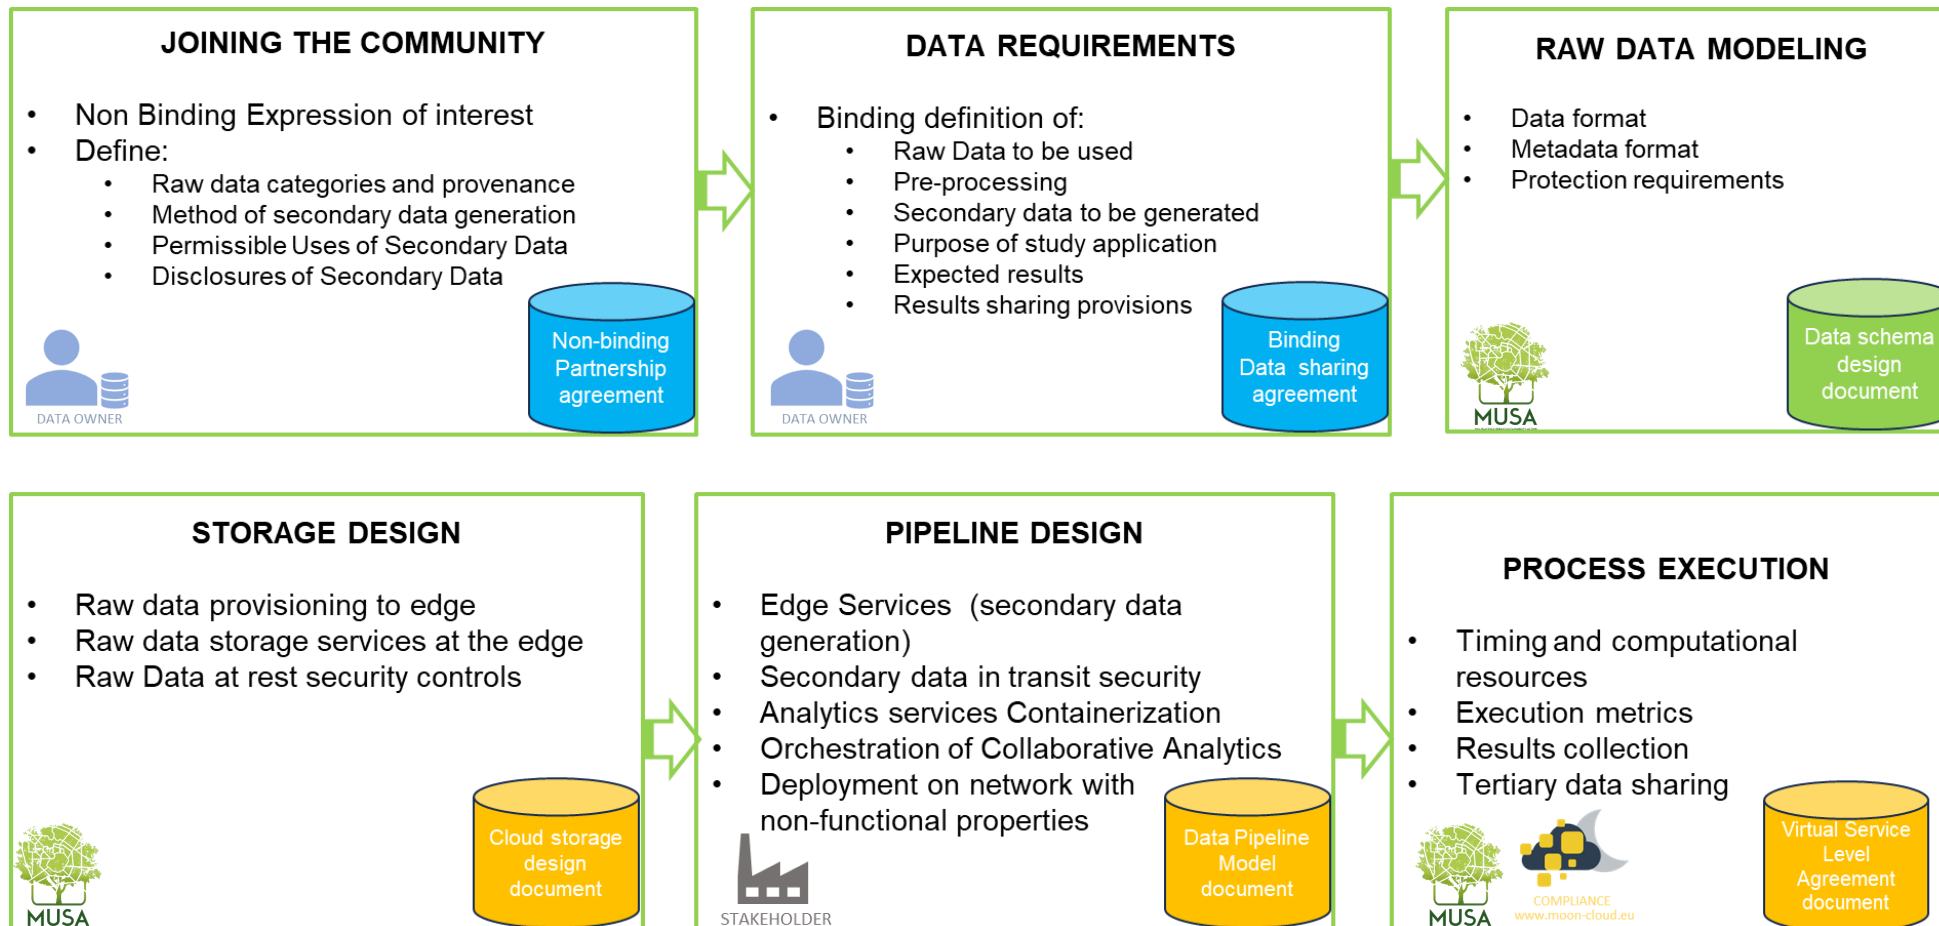 JOINING THE COMMUNITY
• Non Binding Expression of interest
• Define:
• Raw data categories and provenance
• Method of secondary data generation
• Permissible Uses of Secondary Data
• Disclosures of Secondary Data
DATA OWNER
Non-binding
Partnership
agreement
DATA REQUIREMENTS
• Binding definition of:
• Raw Data to be used
• Pre-processing
• Secondary data to be generated
• Purpose of study application
• Expected results
• Results sharing provisions
DATA OWNER
Binding
Data sharing
agreement
RAW DATA MODELING
• Data format
• Metadata format
• Protection requirements
MUSA
Data schema
design
document
STORAGE DESIGN
• Raw data provisioning to edge
• Raw data storage services at the edge
• Raw Data at rest security controls
MUSA
Cloud storage
design
document
PIPELINE DESIGN
• Edge Services (secondary data
generation)
• Secondary data in transit security
• Analytics services Containerization
• Orchestration of Collaborative Analytics
• Deployment on network with
non-functional properties
STAKEHOLDER
Data Pipeline
Model
document
PROCESS EXECUTION
• Timing and computational
resources
• Execution metrics
• Results collection
• Tertiary data sharing
MUSA
COMPLIANCE
www.moon-cloud.eu
Virtual Service
Level
Agreement
document